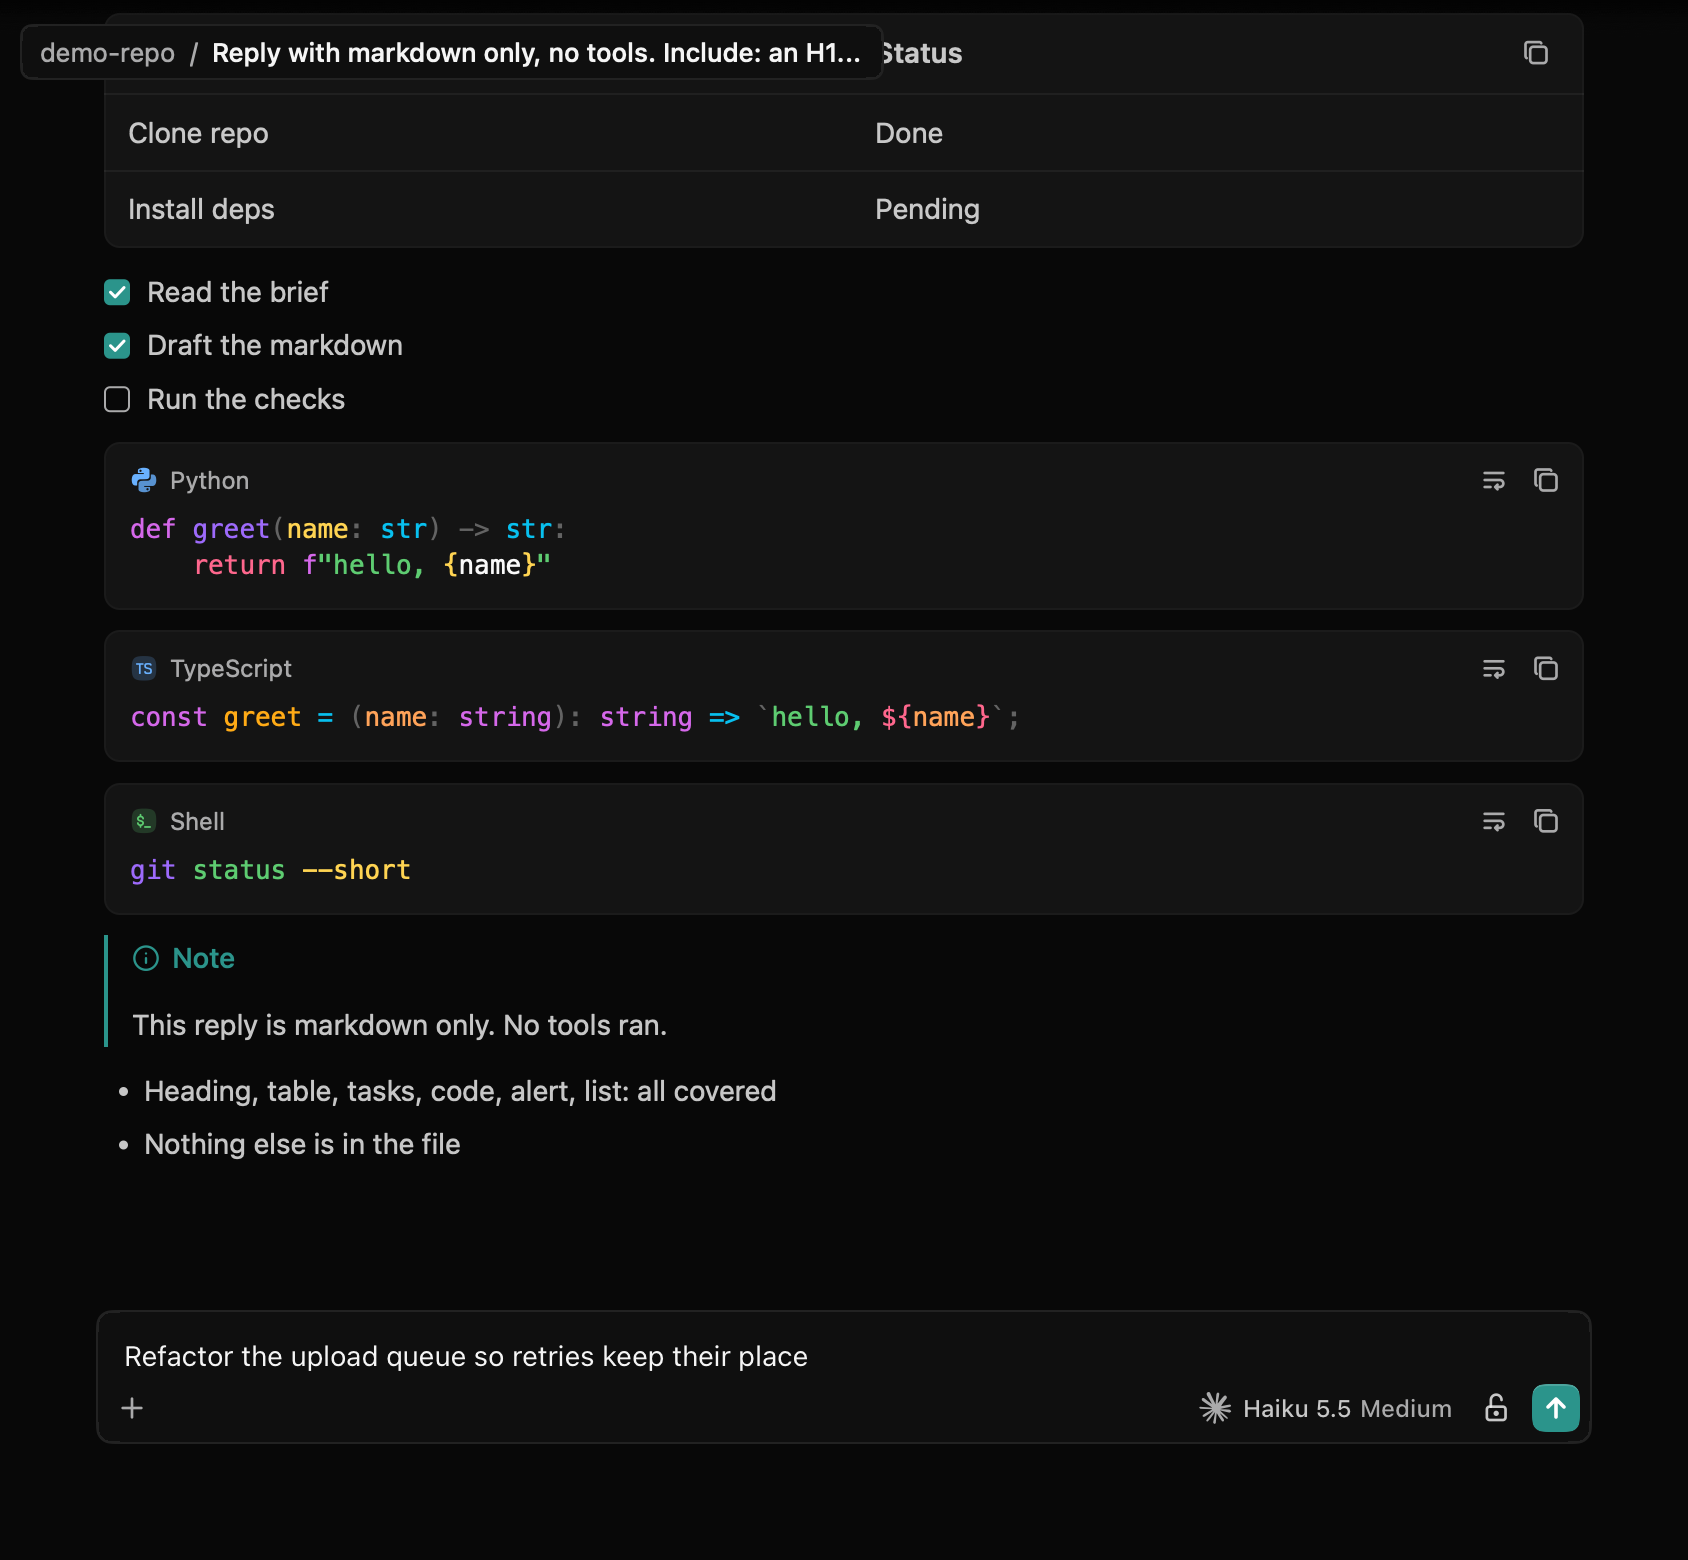 demo-repo / Reply with markdown only, no tools. Include: an H1...
Status
Clone repo Done
Install deps Pending
Read the brief
Draft the markdown
Run the checks
Python
def greet(name: str) -> str:
    return f"hello, {name}"
TS TypeScript
const greet = (name: string): string => `hello, ${name}`;
$_ Shell
git status --short
Note
This reply is markdown only. No tools ran.
• Heading, table, tasks, code, alert, list: all covered
• Nothing else is in the file
Refactor the upload queue so retries keep their place
Haiku 5.5 Medium